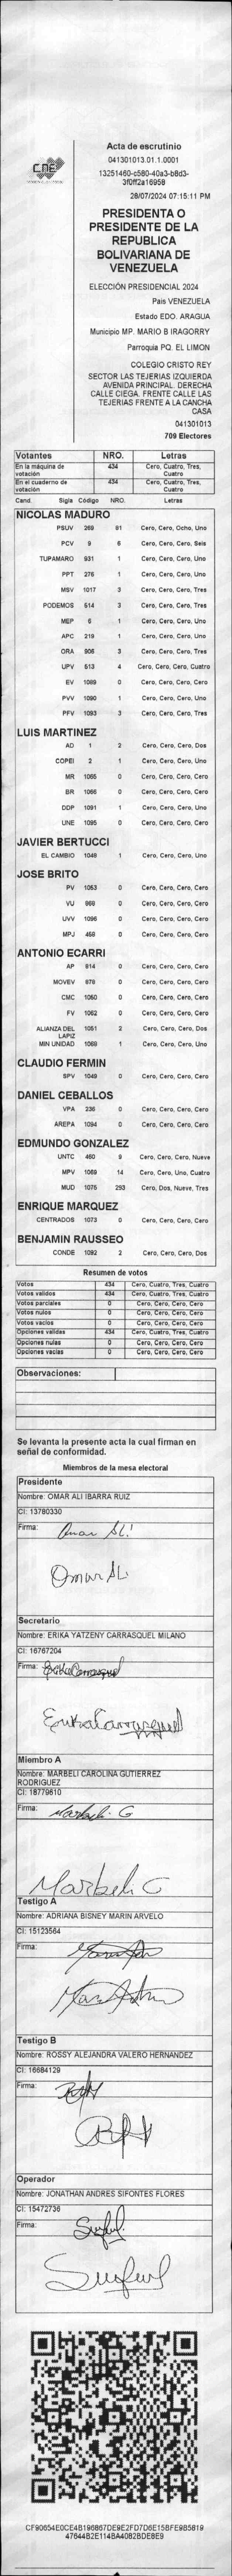 CNE
Acta de escrutinio
041301013.01.1.0001
13251460-c580-40a3-b8d3-
3f0ff2a16958
28/07/2024 07:15:11 PM
PRESIDENTA O
PRESIDENTE DE LA
REPUBLICA
BOLIVARIANA DE
VENEZUELA
ELECCIÓN PRESIDENCIAL 2024
Pais VENEZUELA
Estado EDO. ARAGUA
Municipio MP. MARIO B IRAGORRY
Parroquia PQ. EL LIMON
COLEGIO CRISTO REY
SECTOR LAS TEJERIAS IZQUIERDA
AVENIDA PRINCIPAL. DERECHA
CALLE CIEGA. FRENTE CALLE LAS
TEJERIAS FRENTE A LA CANCHA
CASA
041301013
709 Electores
Votantes NRO. Letras
En la máquina de votación 434 Cero, Cuatro, Tres, Cuatro
En el cuaderno de votación 434 Cero, Cuatro, Tres, Cuatro
Cand. Sigla Código NRO. Letras
NICOLAS MADURO
PSUV 269 81 Cero, Cero, Ocho, Uno
PCV 9 6 Cero, Cero, Cero, Seis
TUPAMARO 931 1 Cero, Cero, Cero, Uno
PPT 276 1 Cero, Cero, Cero, Uno
MSV 1017 3 Cero, Cero, Cero, Tres
PODEMOS 514 3 Cero, Cero, Cero, Tres
MEP 6 1 Cero, Cero, Cero, Uno
APC 219 1 Cero, Cero, Cero, Uno
ORA 906 3 Cero, Cero, Cero, Tres
UPV 513 4 Cero, Cero, Cero, Cuatro
EV 1089 0 Cero, Cero, Cero, Cero
PVV 1090 1 Cero, Cero, Cero, Uno
PFV 1093 3 Cero, Cero, Cero, Tres
LUIS MARTINEZ
AD 1 2 Cero, Cero, Cero, Dos
COPEI 2 1 Cero, Cero, Cero, Uno
MR 1065 0 Cero, Cero, Cero, Cero
BR 1066 0 Cero, Cero, Cero, Cero
DDP 1091 1 Cero, Cero, Cero, Uno
UNE 1095 0 Cero, Cero, Cero, Cero
JAVIER BERTUCCI
EL CAMBIO 1048 1 Cero, Cero, Cero, Uno
JOSE BRITO
PV 1053 0 Cero, Cero, Cero, Cero
VU 968 0 Cero, Cero, Cero, Cero
UVV 1096 0 Cero, Cero, Cero, Cero
MPJ 458 0 Cero, Cero, Cero, Cero
ANTONIO ECARRI
AP 914 0 Cero, Cero, Cero, Cero
MOVEV 978 0 Cero, Cero, Cero, Cero
CMC 1050 0 Cero, Cero, Cero, Cero
FV 1062 0 Cero, Cero, Cero, Cero
ALIANZA DEL LAPIZ 1051 2 Cero, Cero, Cero, Dos
MIN UNIDAD 1068 1 Cero, Cero, Cero, Uno
CLAUDIO FERMIN
SPV 1049 0 Cero, Cero, Cero, Cero
DANIEL CEBALLOS
VPA 236 0 Cero, Cero, Cero, Cero
AREPA 1094 0 Cero, Cero, Cero, Cero
EDMUNDO GONZALEZ
UNTC 460 9 Cero, Cero, Cero, Nueve
MPV 1069 14 Cero, Cero, Uno, Cuatro
MUD 1075 293 Cero, Dos, Nueve, Tres
ENRIQUE MARQUEZ
CENTRADOS 1073 0 Cero, Cero, Cero, Cero
BENJAMIN RAUSSEO
CONDE 1092 2 Cero, Cero, Cero, Dos
Resumen de votos
Votos 434 Cero, Cuatro, Tres, Cuatro
Votos validos 434 Cero, Cuatro, Tres, Cuatro
Votos parciales 0 Cero, Cero, Cero, Cero
Votos nulos 0 Cero, Cero, Cero, Cero
Votos vacios 0 Cero, Cero, Cero, Cero
Opciones validas 434 Cero, Cuatro, Tres, Cuatro
Opciones nulas 0 Cero, Cero, Cero, Cero
Opciones vacias 0 Cero, Cero, Cero, Cero
Observaciones:
Se levanta la presente acta la cual firman en
señal de conformidad.
Miembros de la mesa electoral
Presidente
Nombre: OMAR ALI IBARRA RUIZ
CI: 13780330
Firma: Omar Ali
Omar Ali
Secretario
Nombre: ERIKA YATZENY CARRASQUEL MILANO
CI: 16767204
Firma: Erika Carrasquel
Erika Carrasquel
Miembro A
Nombre: MARBELI CAROLINA GUTIERREZ
RODRIGUEZ
CI: 18779610
Firma: Marbeli G
Marbeli G
Testigo A
Nombre: ADRIANA BISNEY MARIN ARVELO
CI: 15123564
Firma:
Testigo B
Nombre: ROSSY ALEJANDRA VALERO HERNANDEZ
CI: 16684129
Firma:
Operador
Nombre: JONATHAN ANDRES SIFONTES FLORES
CI: 15472736
Firma:
CF90654E0CE4B196867DE9E2FD7D6E15BFE985819
47644B2E114BA4082BDE8E9